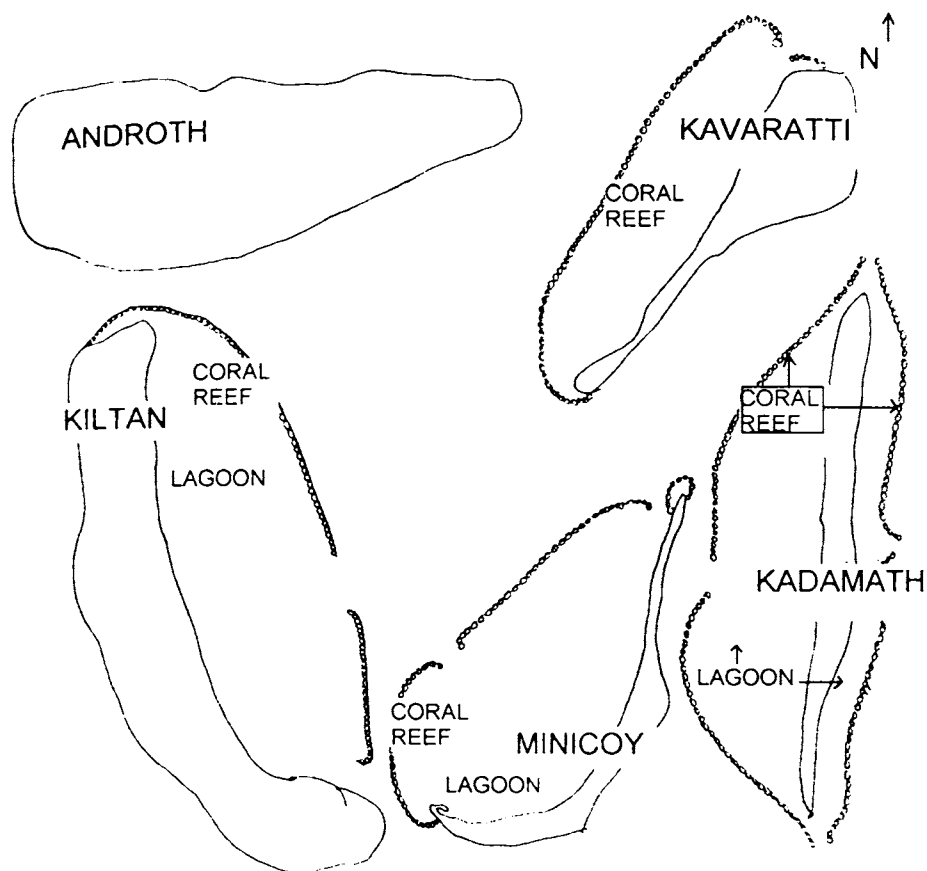 N
ANDROTH
KAVARATTI
CORAL
REEF
CORAL
REEF
KILTAN
LAGOON
CORAL
REEF
KADAMATH
LAGOON
CORAL
REEF
MINICOY
LAGOON